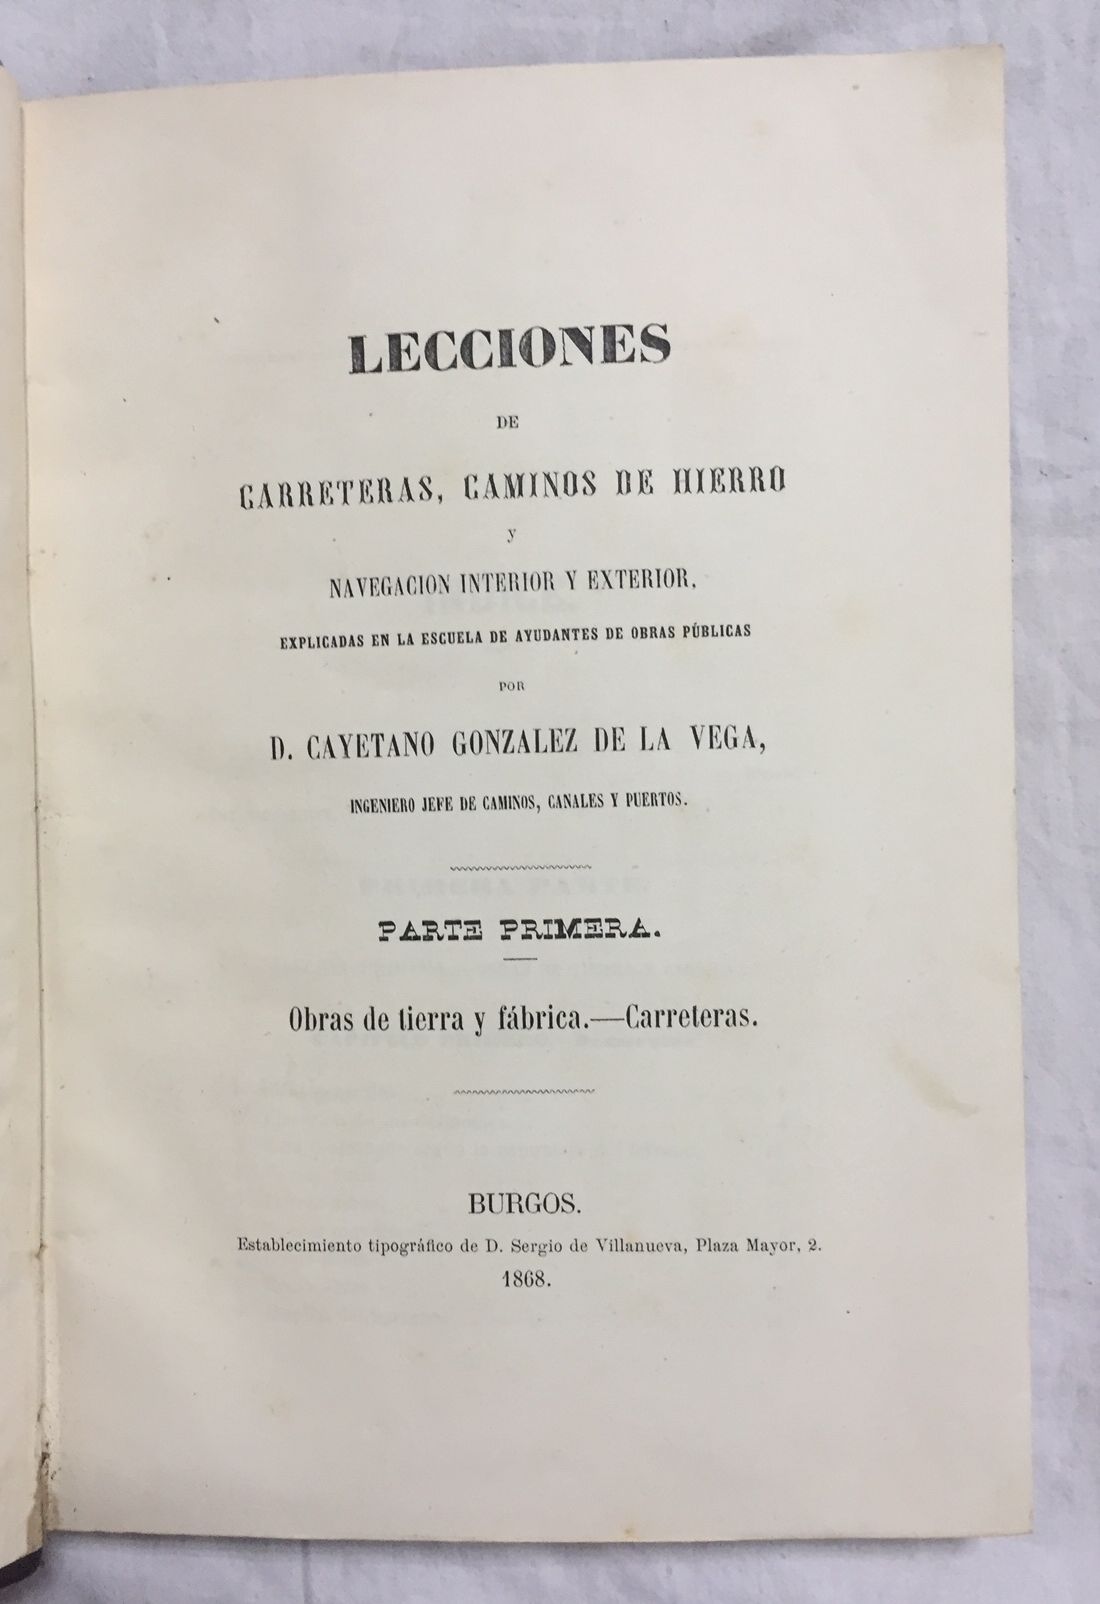 LECCIONES
DE
CARRETERAS, CAMINOS DE HIERRO
y
NAVEGACION INTERIOR Y EXTERIOR,
EXPLICADAS EN LA ESCUELA DE AYUDANTES DE OBRAS PÚBLICAS
POR
D. CAYETANO GONZALEZ DE LA VEGA,
INGENIERO JEFE DE CAMINOS, CANALES Y PUERTOS.
PARTE PRIMERA.
Obras de tierra y fábrica.—Carreteras.
BURGOS.
Establecimiento tipográfico de D. Sergio de Villanueva, Plaza Mayor, 2.
1868.